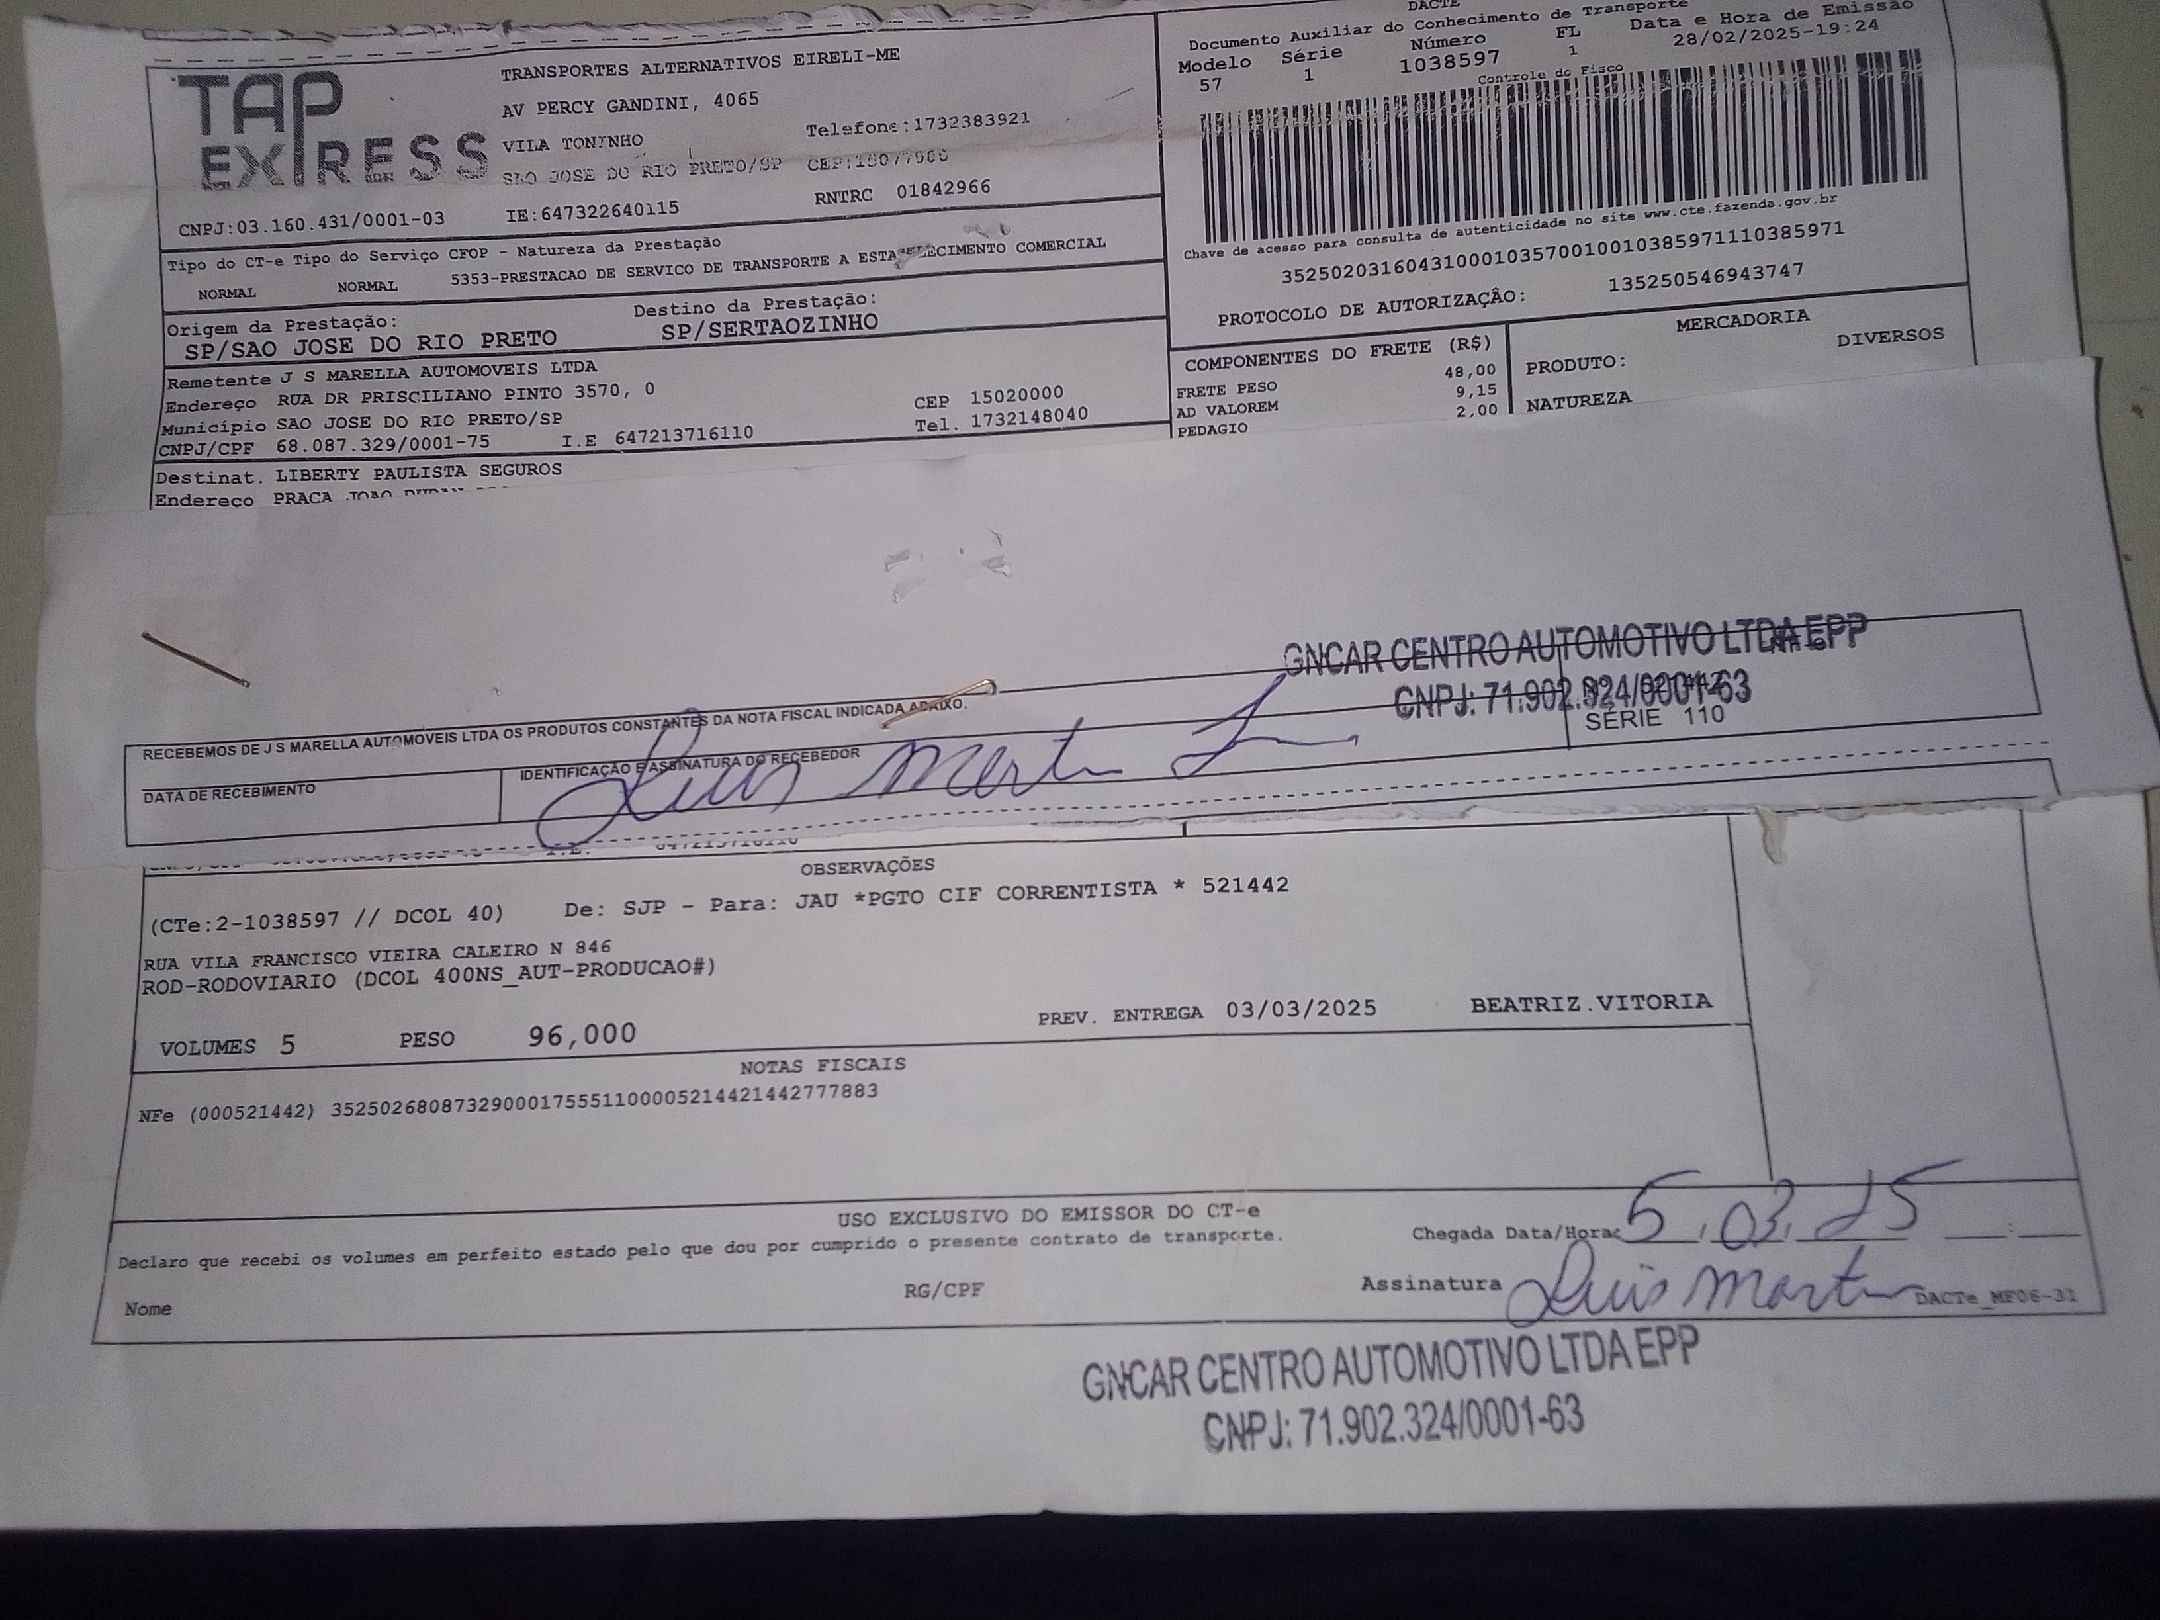 TAP
EXPRESS
TRANSPORTES ALTERNATIVOS EIRELI-ME
AV PERCY GANDINI, 4065
VILA TONINHO
Telefone:1732383921
SAO JOSE DO RIO PRETO/SP
CNPJ:03.160.431/0001-03 IE:647322640115 RNTRC 01842966
DACTE
Documento Auxiliar do Conhecimento de Transporte
Modelo Série Número FL Data e Hora de Emissão
57 1 1038597 1 28/02/2025-19:24
Controle do Fisco
Chave de acesso para consulta de autenticidade no site www.cte.fazenda.gov.br
35250203160431000103570010010385971110385971
PROTOCOLO DE AUTORIZAÇÂO: 135250546943747
Tipo do CT-e Tipo do Serviço CFOP - Natureza da Prestação
NORMAL NORMAL 5353-PRESTACAO DE SERVICO DE TRANSPORTE A ESTABELECIMENTO COMERCIAL
Origem da Prestação: Destino da Prestação:
SP/SAO JOSE DO RIO PRETO SP/SERTAOZINHO
Remetente J S MARELLA AUTOMOVEIS LTDA
Endereço RUA DR PRISCILIANO PINTO 3570, 0 CEP 15020000
Município SAO JOSE DO RIO PRETO/SP Tel. 1732148040
CNPJ/CPF 68.087.329/0001-75 I.E 647213716110
Destinat. LIBERTY PAULISTA SEGUROS
Endereço PRACA JOAO
COMPONENTES DO FRETE (R$)
FRETE PESO 48,00
AD VALOREM 9,15
PEDAGIO 2,00
MERCADORIA
PRODUTO: DIVERSOS
NATUREZA
GNCAR CENTRO AUTOMOTIVO LTDA EPP
CNPJ: 71.902.324/0001-63
SÉRIE 110
RECEBEMOS DE J S MARELLA AUTOMOVEIS LTDA OS PRODUTOS CONSTANTES DA NOTA FISCAL INDICADA ABAIXO.
DATA DE RECEBIMENTO IDENTIFICAÇÃO E ASSINATURA DO RECEBEDOR
Luis Mart
OBSERVAÇÕES
(CTe:2-1038597 // DCOL 40) De: SJP - Para: JAU *PGTO CIF CORRENTISTA * 521442
RUA VILA FRANCISCO VIEIRA CALEIRO N 846
ROD-RODOVIARIO (DCOL 400NS_AUT-PRODUCAO#)
VOLUMES 5 PESO 96,000 PREV. ENTREGA 03/03/2025 BEATRIZ.VITORIA
NOTAS FISCAIS
NFe (000521442) 35250268087329000175551100005214421442777883
USO EXCLUSIVO DO EMISSOR DO CT-e
Declaro que recebi os volumes em perfeito estado pelo que dou por cumprido o presente contrato de transporte.
Chegada Data/Hora: 5, 03, 25
Nome RG/CPF Assinatura Luis Mart DACTe_MF06-31
GNCAR CENTRO AUTOMOTIVO LTDA EPP
CNPJ: 71.902.324/0001-63